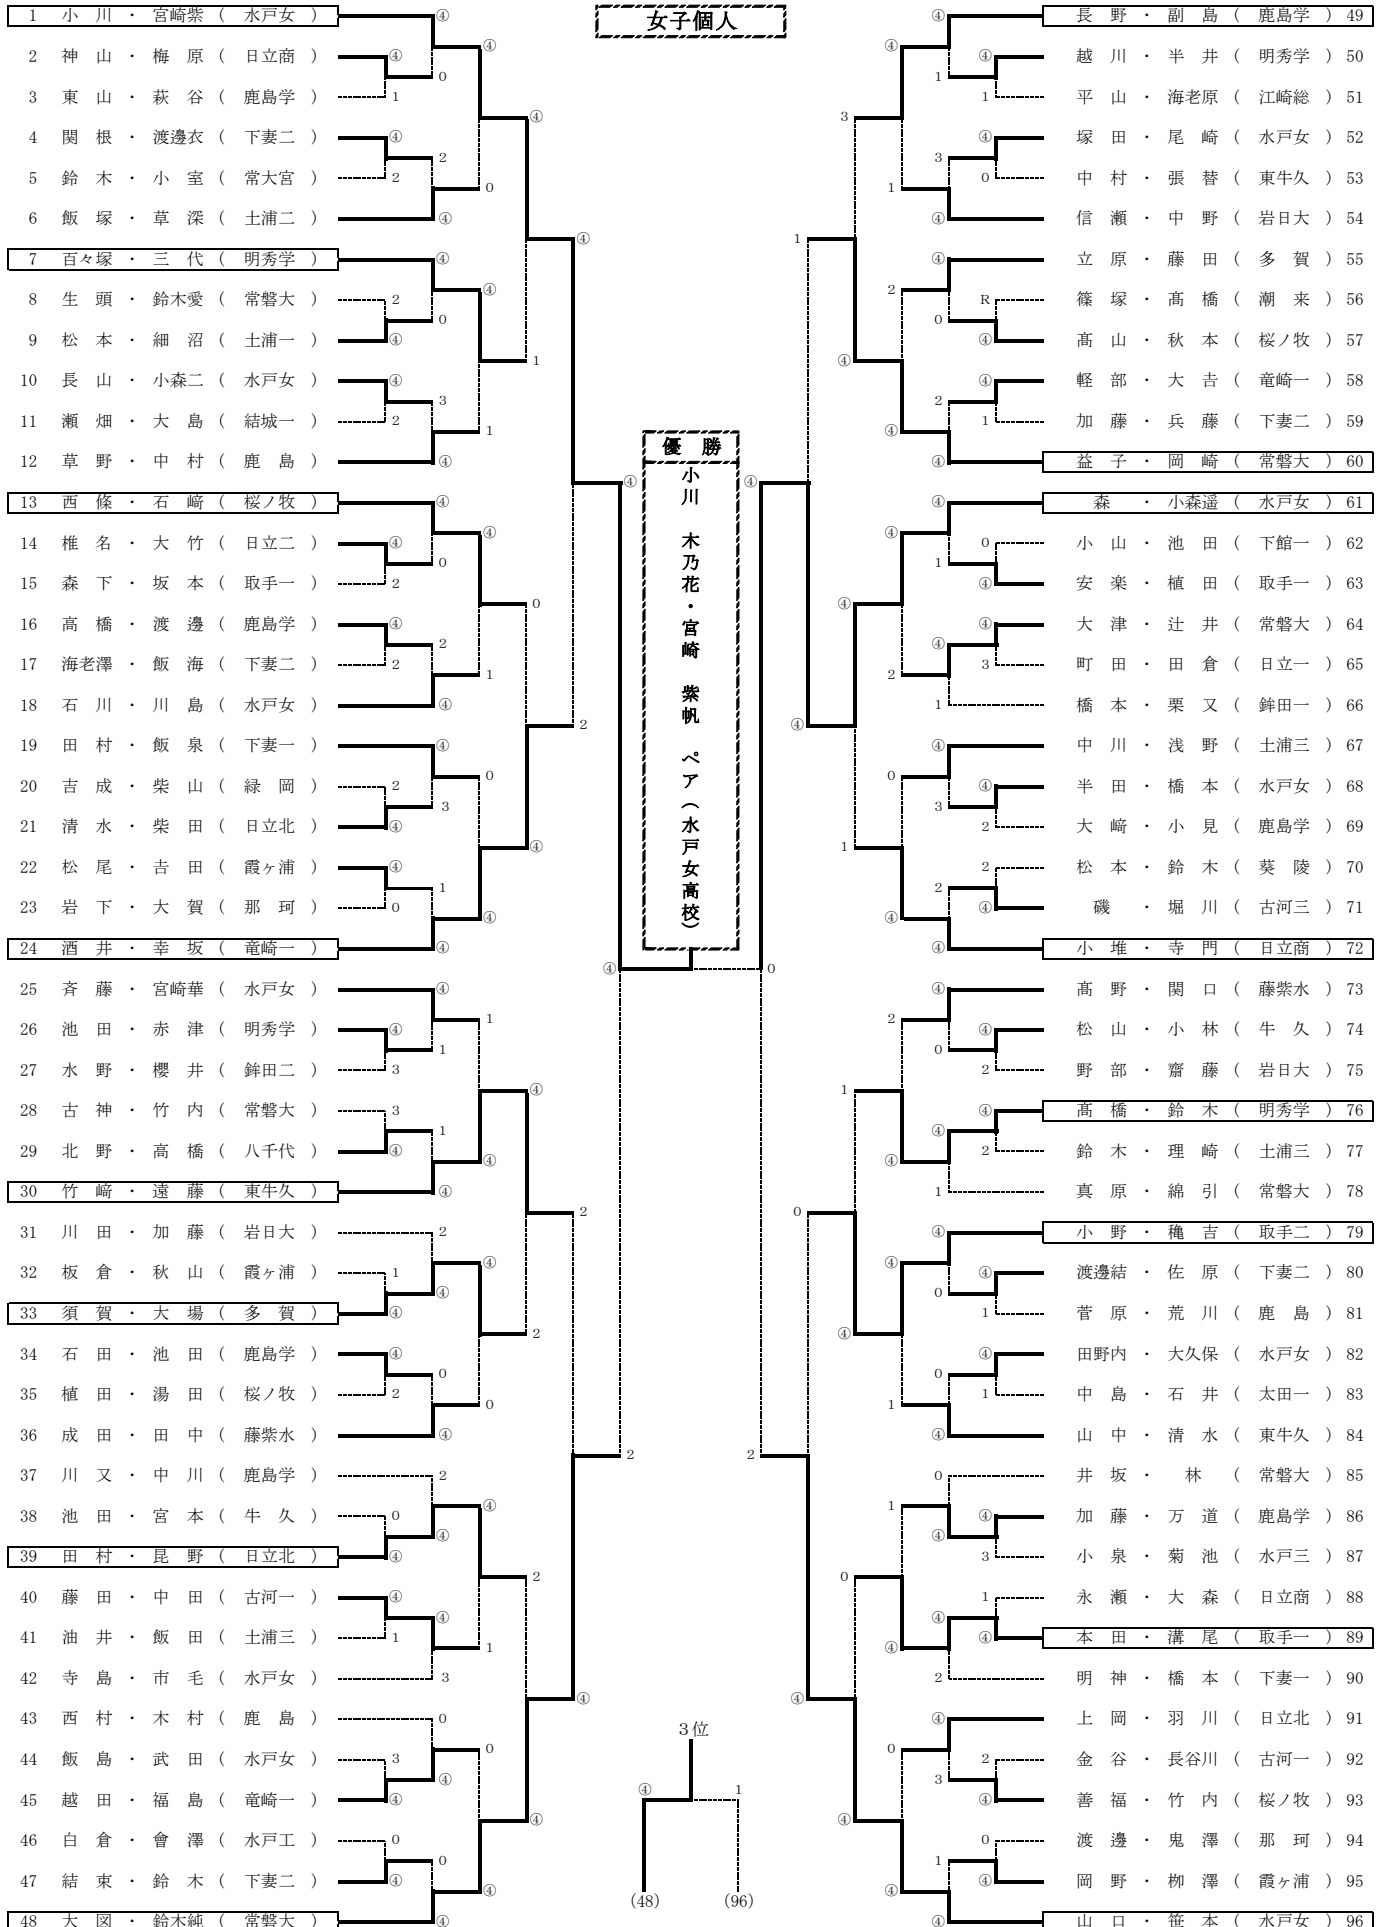 女子個人
1 小 川 ・ 宮崎紫 ( 水戸女 )
2 神 山 ・ 梅 原 ( 日立商 )
3 東 山 ・ 萩 谷 ( 鹿島学 )
4 関 根 ・ 渡邊衣 ( 下妻二 )
5 鈴 木 ・ 小 室 ( 常大宮 )
6 飯 塚 ・ 草 深 ( 土浦二 )
7 百々塚 ・ 三 代 ( 明秀学 )
8 生 頭 ・ 鈴木愛 ( 常磐大 )
9 松 本 ・ 細 沼 ( 土浦一 )
10 長 山 ・ 小森二 ( 水戸女 )
11 瀬 畑 ・ 大 島 ( 結城一 )
12 草 野 ・ 中 村 ( 鹿 島 )
13 西 條 ・ 石 﨑 ( 桜ノ牧 )
14 椎 名 ・ 大 竹 ( 日立二 )
15 森 下 ・ 坂 本 ( 取手一 )
16 高 橋 ・ 渡 邊 ( 鹿島学 )
17 海老澤 ・ 飯 海 ( 下妻二 )
18 石 川 ・ 川 島 ( 水戸女 )
19 田 村 ・ 飯 泉 ( 下妻一 )
20 吉 成 ・ 柴 山 ( 緑 岡 )
21 清 水 ・ 柴 田 ( 日立北 )
22 松 尾 ・ 𠮷 田 ( 霞ヶ浦 )
23 岩 下 ・ 大 賀 ( 那 珂 )
24 酒 井 ・ 幸 坂 ( 竜崎一 )
25 斉 藤 ・ 宮崎華 ( 水戸女 )
26 池 田 ・ 赤 津 ( 明秀学 )
27 水 野 ・ 櫻 井 ( 鉾田二 )
28 古 神 ・ 竹 内 ( 常磐大 )
29 北 野 ・ 高 橋 ( 八千代 )
30 竹 﨑 ・ 遠 藤 ( 東牛久 )
31 川 田 ・ 加 藤 ( 岩日大 )
32 板 倉 ・ 秋 山 ( 霞ヶ浦 )
33 須 賀 ・ 大 場 ( 多 賀 )
34 石 田 ・ 池 田 ( 鹿島学 )
35 植 田 ・ 湯 田 ( 桜ノ牧 )
36 成 田 ・ 田 中 ( 藤紫水 )
37 川 又 ・ 中 川 ( 鹿島学 )
38 池 田 ・ 宮 本 ( 牛 久 )
39 田 村 ・ 昆 野 ( 日立北 )
40 藤 田 ・ 中 田 ( 古河一 )
41 油 井 ・ 飯 田 ( 土浦三 )
42 寺 島 ・ 市 毛 ( 水戸女 )
43 西 村 ・ 木 村 ( 鹿 島 )
44 飯 島 ・ 武 田 ( 水戸女 )
45 越 田 ・ 福 島 ( 竜崎一 )
46 白 倉 ・ 會 澤 ( 水戸工 )
47 結 束 ・ 鈴 木 ( 下妻二 )
48 大 図 ・ 鈴木純 ( 常磐大 )
優 勝
小川 木乃花・宮崎 紫帆 ペア(水戸女高校)
3位
④ 1
(48) (96)
長 野 ・ 副 島 ( 鹿島学 ) 49
越 川 ・ 半 井 ( 明秀学 ) 50
平 山 ・ 海老原 ( 江崎総 ) 51
塚 田 ・ 尾 崎 ( 水戸女 ) 52
中 村 ・ 張 替 ( 東牛久 ) 53
信 瀬 ・ 中 野 ( 岩日大 ) 54
立 原 ・ 藤 田 ( 多 賀 ) 55
篠 塚 ・ 髙 橋 ( 潮 来 ) 56
髙 山 ・ 秋 本 ( 桜ノ牧 ) 57
軽 部 ・ 大 𠮷 ( 竜崎一 ) 58
加 藤 ・ 兵 藤 ( 下妻二 ) 59
益 子 ・ 岡 崎 ( 常磐大 ) 60
森 ・ 小森遥 ( 水戸女 ) 61
小 山 ・ 池 田 ( 下館一 ) 62
安 楽 ・ 植 田 ( 取手一 ) 63
大 津 ・ 辻 井 ( 常磐大 ) 64
町 田 ・ 田 倉 ( 日立一 ) 65
橋 本 ・ 栗 又 ( 鉾田一 ) 66
中 川 ・ 浅 野 ( 土浦三 ) 67
半 田 ・ 橋 本 ( 水戸女 ) 68
大 﨑 ・ 小 見 ( 鹿島学 ) 69
松 本 ・ 鈴 木 ( 葵 陵 ) 70
磯 ・ 堀 川 ( 古河三 ) 71
小 堆 ・ 寺 門 ( 日立商 ) 72
髙 野 ・ 関 口 ( 藤紫水 ) 73
松 山 ・ 小 林 ( 牛 久 ) 74
野 部 ・ 齋 藤 ( 岩日大 ) 75
髙 橋 ・ 鈴 木 ( 明秀学 ) 76
鈴 木 ・ 理 崎 ( 土浦三 ) 77
真 原 ・ 綿 引 ( 常磐大 ) 78
小 野 ・ 穐 吉 ( 取手二 ) 79
渡邊結 ・ 佐 原 ( 下妻二 ) 80
菅 原 ・ 荒 川 ( 鹿 島 ) 81
田野内 ・ 大久保 ( 水戸女 ) 82
中 島 ・ 石 井 ( 太田一 ) 83
山 中 ・ 清 水 ( 東牛久 ) 84
井 坂 ・ 林 ( 常磐大 ) 85
加 藤 ・ 万 道 ( 鹿島学 ) 86
小 泉 ・ 菊 池 ( 水戸三 ) 87
永 瀬 ・ 大 森 ( 日立商 ) 88
本 田 ・ 溝 尾 ( 取手一 ) 89
明 神 ・ 橋 本 ( 下妻一 ) 90
上 岡 ・ 羽 川 ( 日立北 ) 91
金 谷 ・ 長谷川 ( 古河一 ) 92
善 福 ・ 竹 内 ( 桜ノ牧 ) 93
渡 邊 ・ 鬼 澤 ( 那 珂 ) 94
岡 野 ・ 栁 澤 ( 霞ヶ浦 ) 95
山 口 ・ 笹 本 ( 水戸女 ) 96